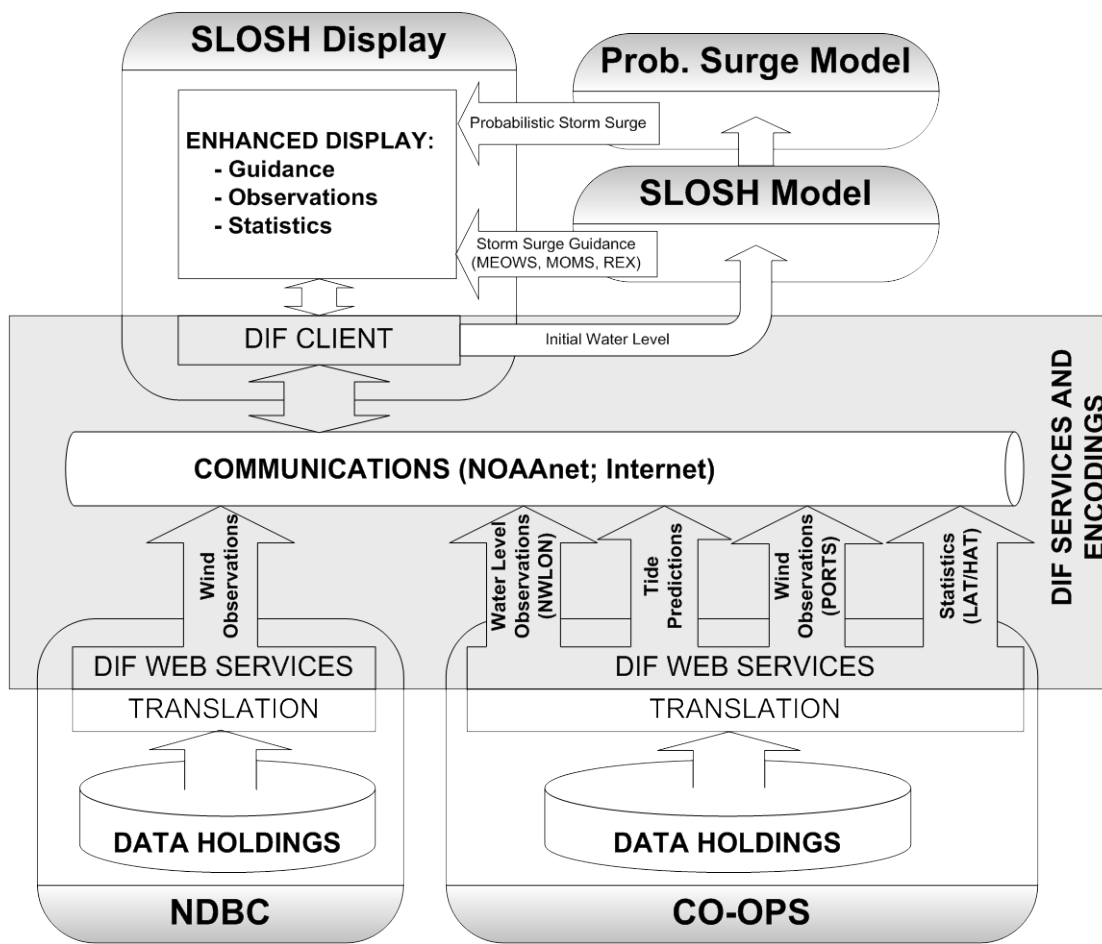 SLOSH Display
Prob. Surge Model
ENHANCED DISPLAY:
- Guidance
- Observations
- Statistics
Probabilistic Storm Surge
SLOSH Model
Storm Surge Guidance
(MEOWS, MOMS, REX)
DIF CLIENT
Initial Water Level
DIF SERVICES AND
ENCODINGS
COMMUNICATIONS (NOAAnet; Internet)
Wind
Observations
Water Level
Observations
(NWLON)
Tide
Predictions
Wind
Observations
(PORTS)
Statistics
(LAT/HAT)
DIF WEB SERVICES
TRANSLATION
DATA HOLDINGS
NDBC
DIF WEB SERVICES
TRANSLATION
DATA HOLDINGS
CO-OPS